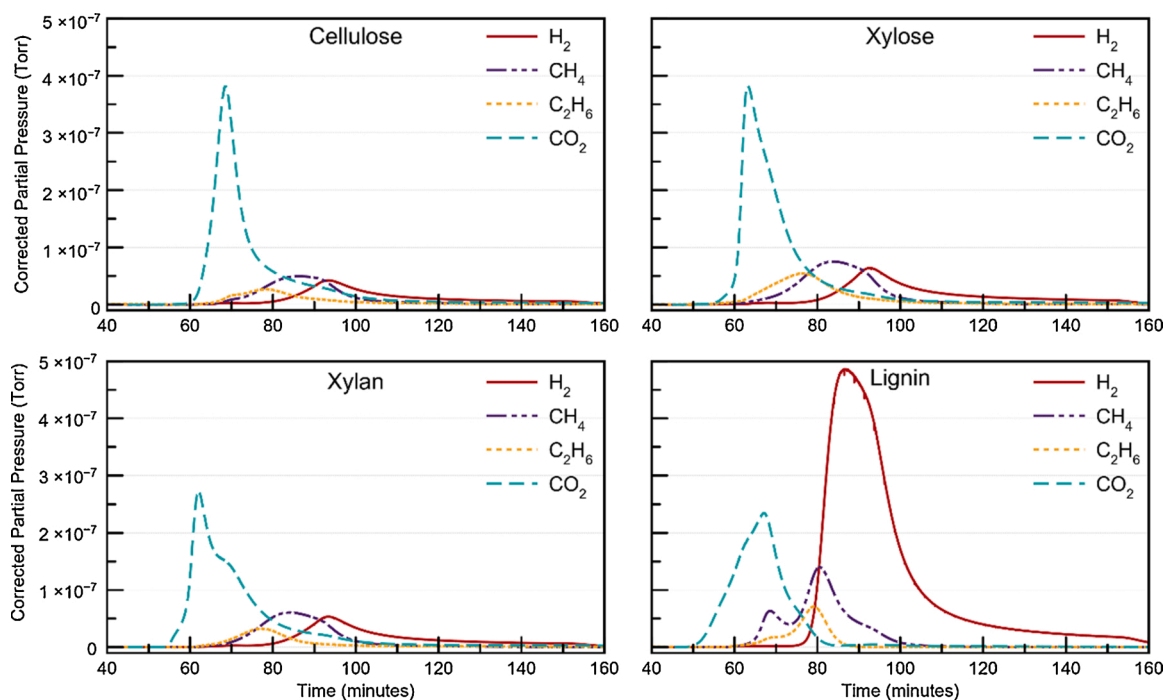 Corrected Partial Pressure (Torr)
5 ×10⁻⁷
4 ×10⁻⁷
3 ×10⁻⁷
2 ×10⁻⁷
1 ×10⁻⁷
0
40 60 80 100 120 140 160
Cellulose
H₂
CH₄
C₂H₆
CO₂
40 60 80 100 120 140 160
Xylose
H₂
CH₄
C₂H₆
CO₂
Corrected Partial Pressure (Torr)
5 ×10⁻⁷
4 ×10⁻⁷
3 ×10⁻⁷
2 ×10⁻⁷
1 ×10⁻⁷
0
40 60 80 100 120 140 160
Time (minutes)
Xylan
H₂
CH₄
C₂H₆
CO₂
40 60 80 100 120 140 160
Time (minutes)
Lignin
H₂
CH₄
C₂H₆
CO₂